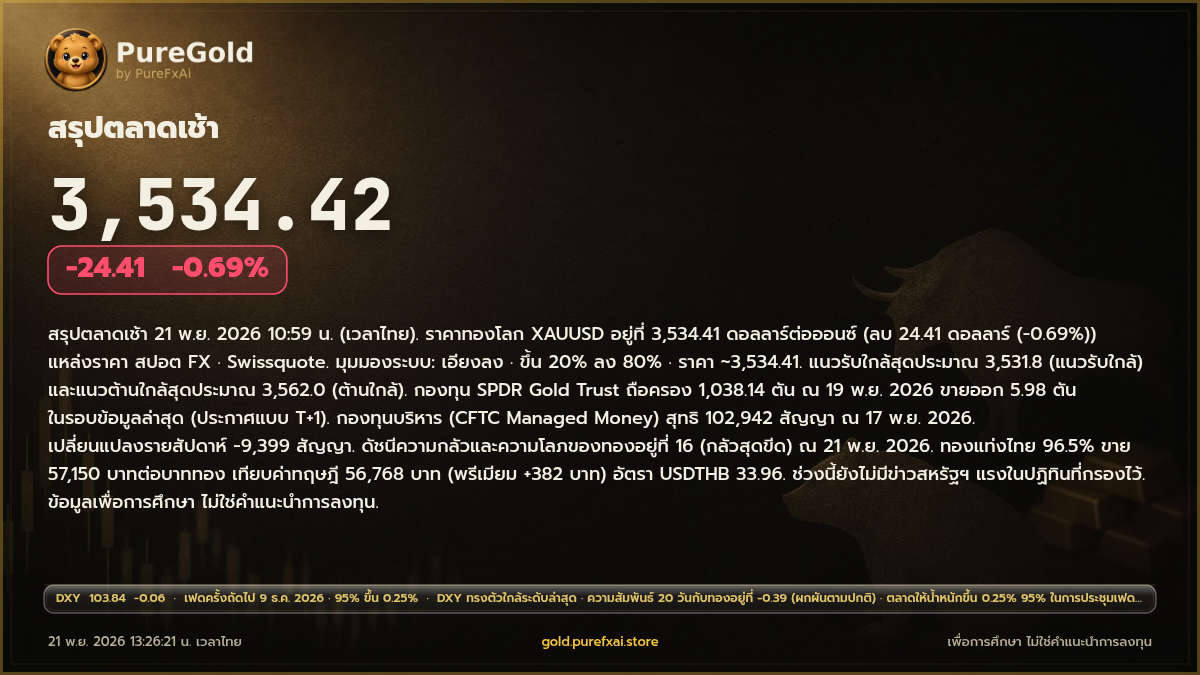 PureGold
by PureFxAi
สรุปตลาดเช้า
3,534.42
-24.41 -0.69%
สรุปตลาดเช้า 21 พ.ย. 2026 10:59 น. (เวลาไทย). ราคาทองโลก XAUUSD อยู่ที่ 3,534.41 ดอลลาร์ต่อออนซ์ (ลบ 24.41 ดอลลาร์ (-0.69%))
แหล่งราคา สปอต FX · Swissquote. มุมมองระบบ: เอียงลง · ขึ้น 20% ลง 80% · ราคา ~3,534.41. แนวรับใกล้สุดประมาณ 3,531.8 (แนวรับใกล้)
และแนวต้านใกล้สุดประมาณ 3,562.0 (ต้านใกล้). กองทุน SPDR Gold Trust ถือครอง 1,038.14 ตัน ณ 19 พ.ย. 2026 ขายออก 5.98 ตัน
ในรอบข้อมูลล่าสุด (ประกาศแบบ T+1). กองทุนบริหาร (CFTC Managed Money) สุทธิ 102,942 สัญญา ณ 17 พ.ย. 2026.
เปลี่ยนแปลงรายสัปดาห์ -9,399 สัญญา. ดัชนีความกลัวและความโลภของทองอยู่ที่ 16 (กลัวสุดขีด) ณ 21 พ.ย. 2026. ทองแท่งไทย 96.5% ขาย
57,150 บาทต่อบาททอง เทียบค่าทฤษฎี 56,768 บาท (พรีเมียม +382 บาท) อัตรา USDTHB 33.96. ช่วงนี้ยังไม่มีข่าวสหรัฐฯ แรงในปฏิทินที่กรองไว้.
ข้อมูลเพื่อการศึกษา ไม่ใช่คำแนะนำการลงทุน.
DXY 103.84 -0.06 · เฟดครั้งถัดไป 9 ธ.ค. 2026 · 95% ขึ้น 0.25% · DXY ทรงตัวใกล้ระดับล่าสุด · ความสัมพันธ์ 20 วันกับทองอยู่ที่ -0.39 (ผกผันตามปกติ) · ตลาดให้น้ำหนักขึ้น 0.25% 95% ในการประชุมเฟด…
21 พ.ย. 2026 13:26:21 น. เวลาไทย
gold.purefxai.store
เพื่อการศึกษา ไม่ใช่คำแนะนำการลงทุน